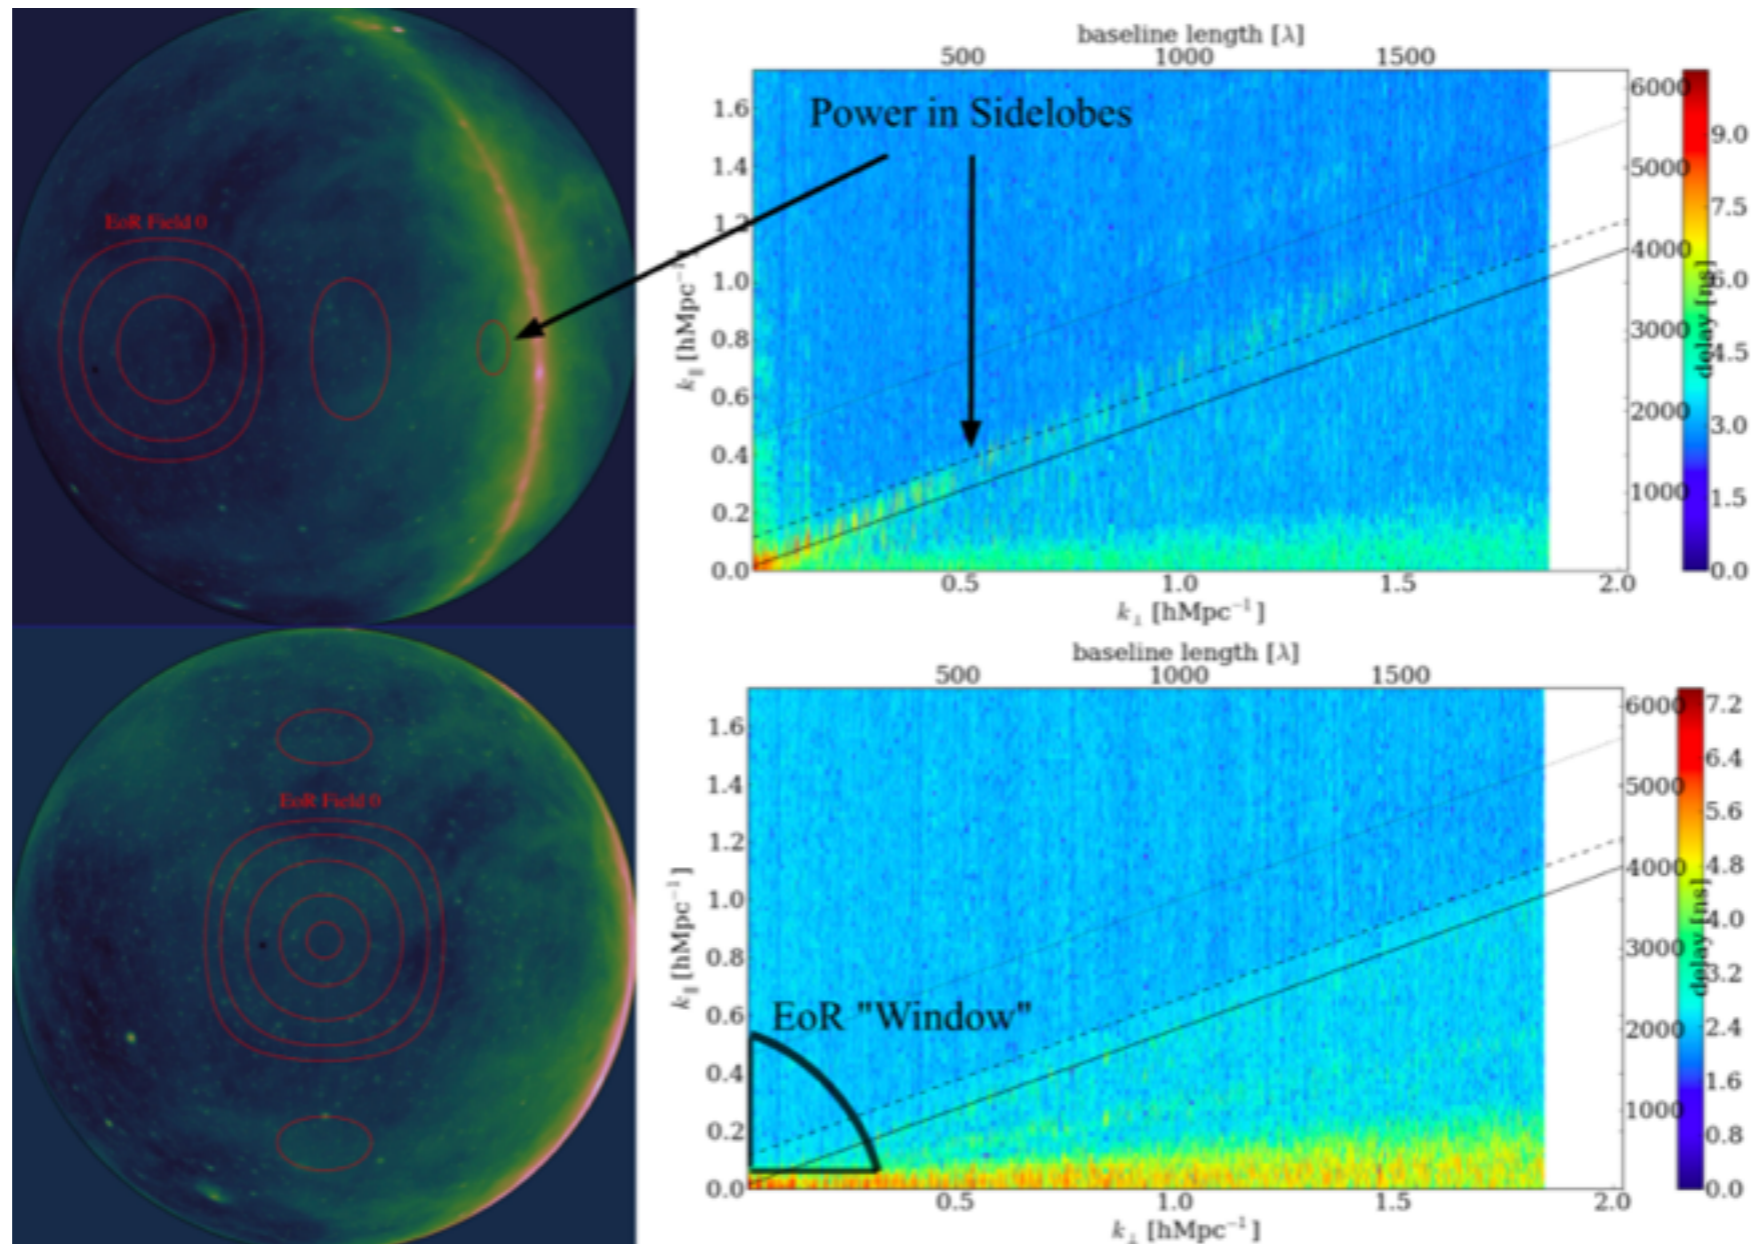 EoR Field 0
baseline length [λ]
500 1000 1500
Power in Sidelobes
1.6
1.4
1.2
1.0
0.8
0.6
0.4
0.2
0.0
k∥ [hMpc⁻¹]
0.5 1.0 1.5 2.0
k⊥ [hMpc⁻¹]
6000
5000
4000
3000
2000
1000
delay [ns]
9.0
7.5
6.0
4.5
3.0
1.5
0.0
EoR Field 0
baseline length [λ]
500 1000 1500
1.6
1.4
1.2
1.0
0.8
0.6
0.4
0.2
0.0
k∥ [hMpc⁻¹]
EoR "Window"
0.5 1.0 1.5 2.0
k⊥ [hMpc⁻¹]
6000
5000
4000
3000
2000
1000
delay [ns]
7.2
6.4
5.6
4.8
4.0
3.2
2.4
1.6
0.8
0.0